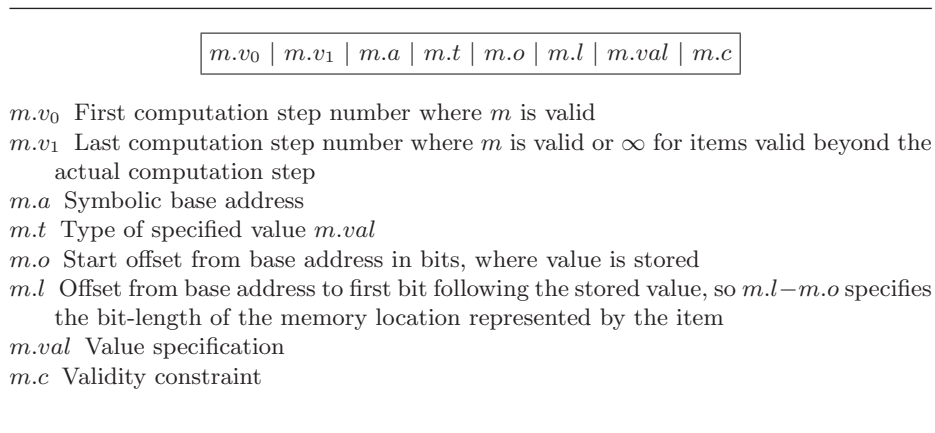 m.v₀ | m.v₁ | m.a | m.t | m.o | m.l | m.val | m.c
m.v₀ First computation step number where m is valid
m.v₁ Last computation step number where m is valid or ∞ for items valid beyond the
actual computation step
m.a Symbolic base address
m.t Type of specified value m.val
m.o Start offset from base address in bits, where value is stored
m.l Offset from base address to first bit following the stored value, so m.l−m.o specifies
the bit-length of the memory location represented by the item
m.val Value specification
m.c Validity constraint